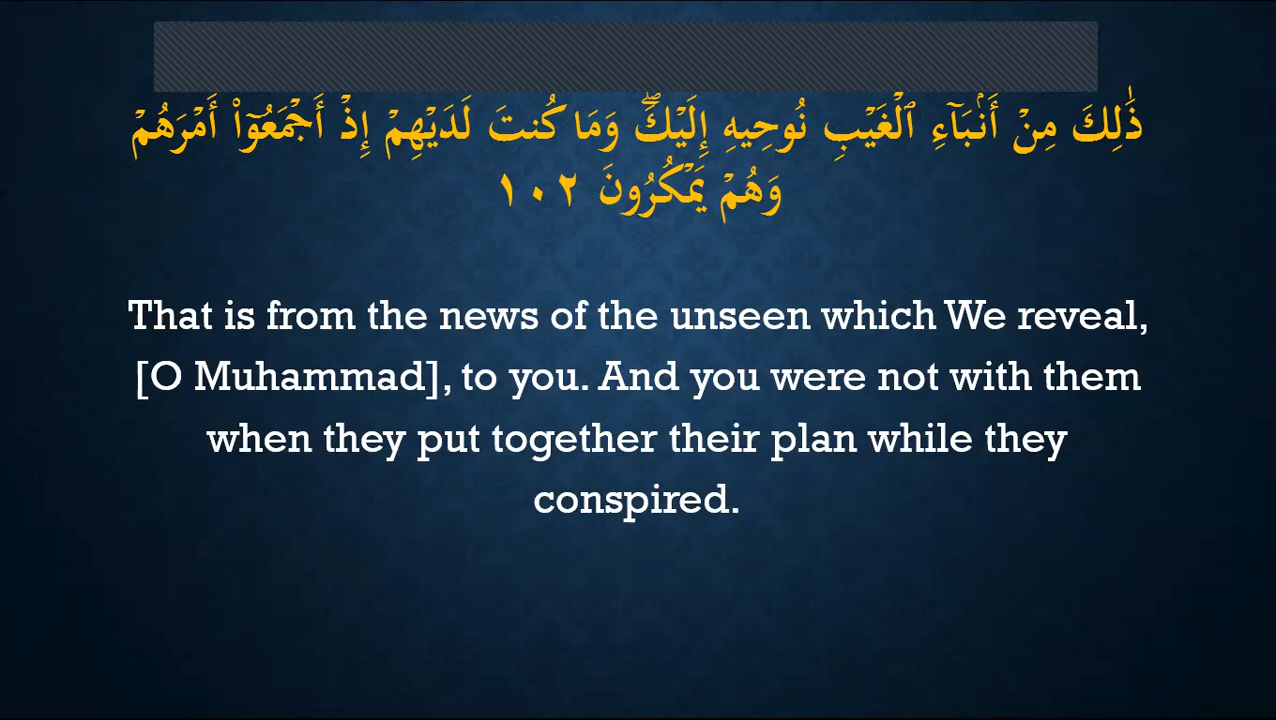 ذَٰلِكَ مِنْ أَنۢبَآءِ ٱلْغَيْبِ نُوحِيهِ إِلَيْكَ ۖ وَمَا كُنتَ لَدَيْهِمْ إِذْ أَجْمَعُوٓا۟ أَمْرَهُمْ
وَهُمْ يَمْكُرُونَ ١٠٢
That is from the news of the unseen which We reveal,
[O Muhammad], to you. And you were not with them
when they put together their plan while they
conspired.